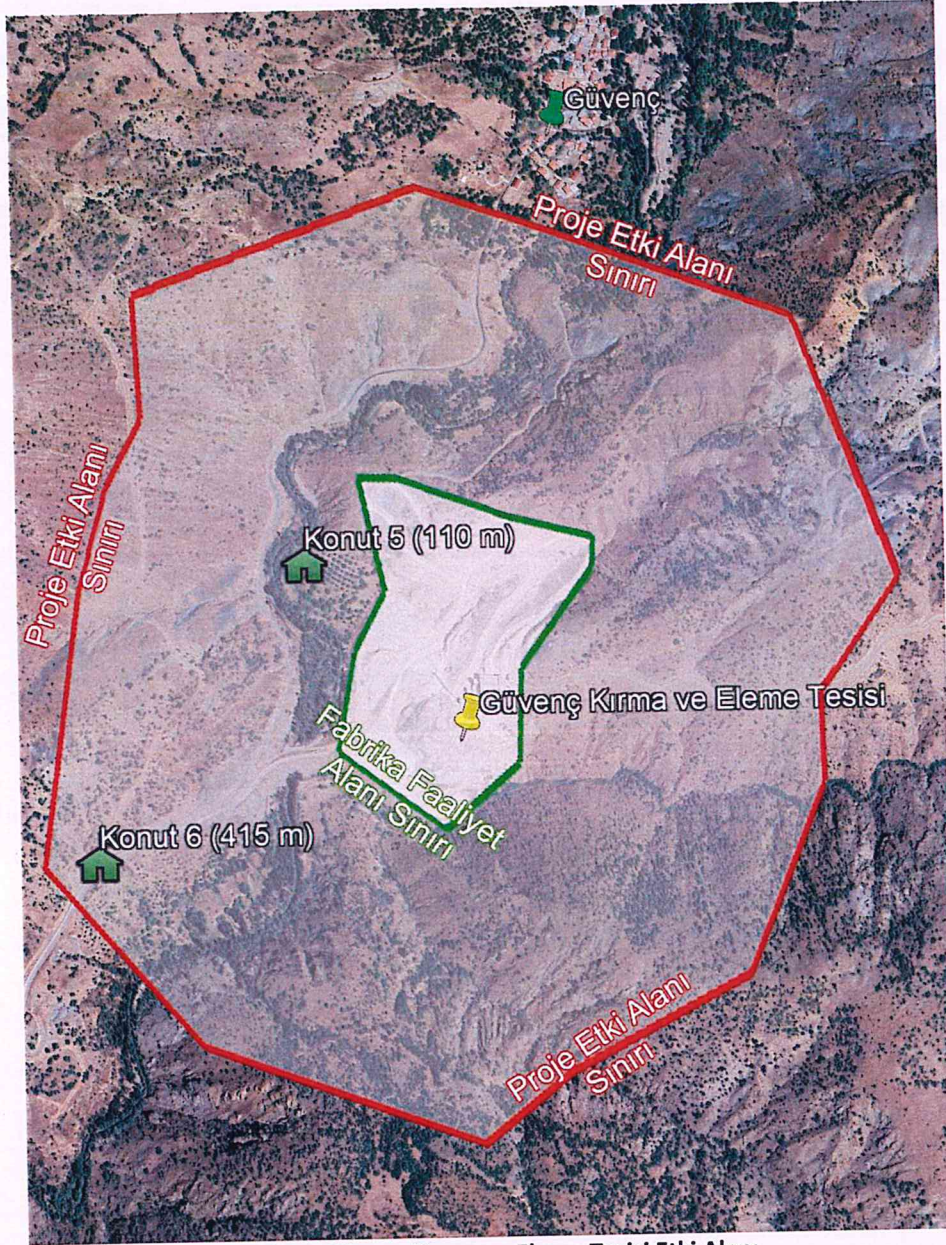 Güvenç
Proje Etki Alanı
Sınırı
Proje Etki Alanı
Sınırı
Konut 5 (110 m)
Güvenç Kırma ve Eleme Tesisi
Fabrika Faaliyet
Alanı Sınırı
Konut 6 (415 m)
Proje Etki Alanı
Sınırı